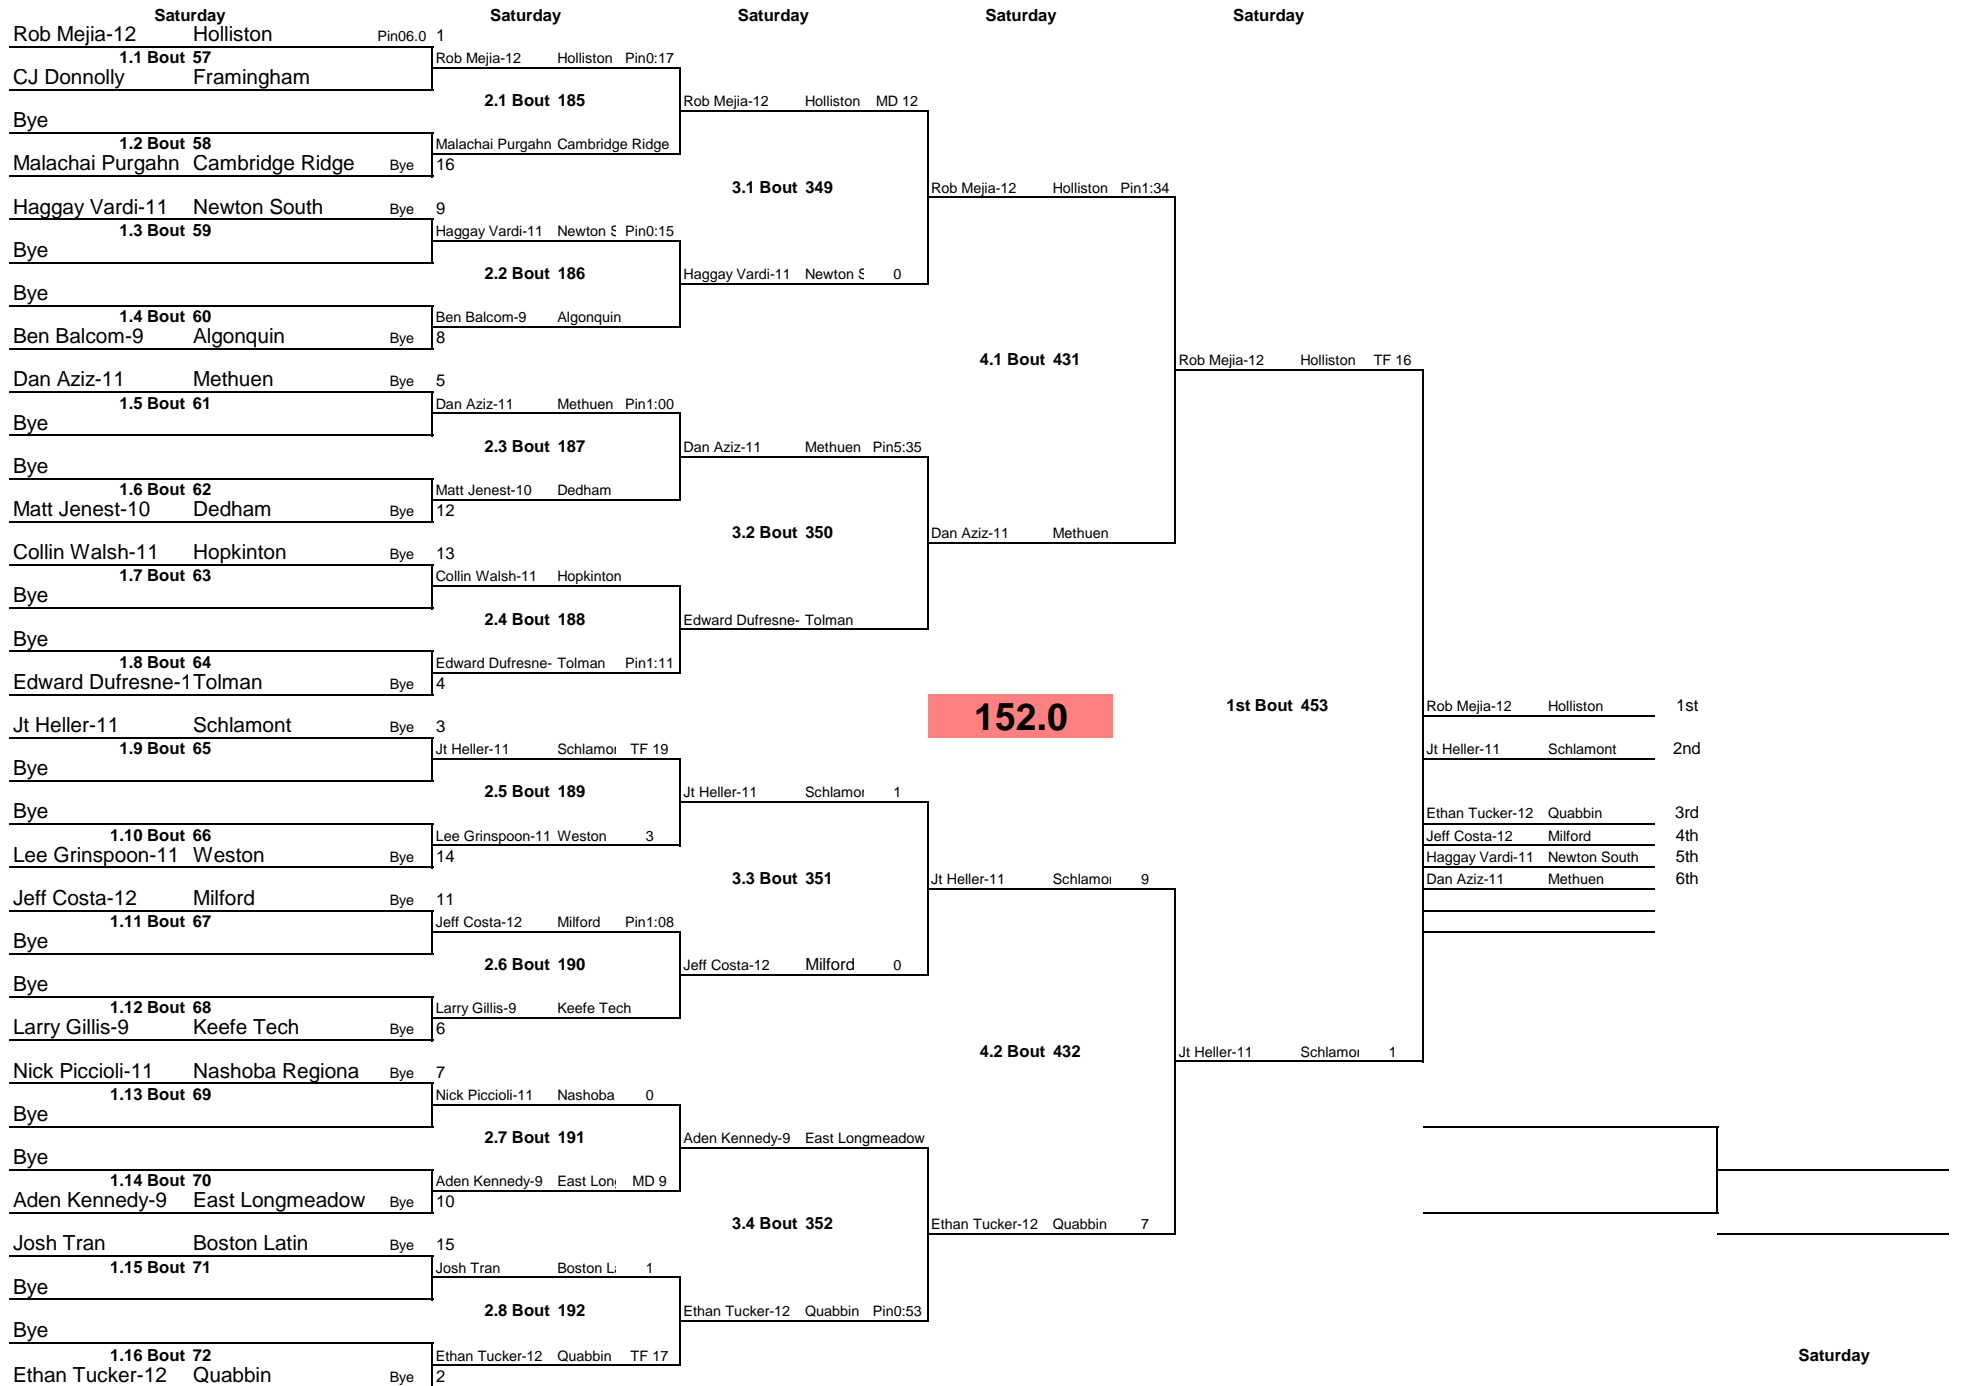 Saturday Saturday Saturday Saturday Saturday
Rob Mejia-12 Holliston Pin06.0 1
1.1 Bout 57 Rob Mejia-12 Holliston Pin0:17
CJ Donnolly Framingham
2.1 Bout 185 Rob Mejia-12 Holliston MD 12
Bye
1.2 Bout 58 Malachai Purgahn Cambridge Ridge
Malachai Purgahn Cambridge Ridge Bye 16
3.1 Bout 349 Rob Mejia-12 Holliston Pin1:34
Haggay Vardi-11 Newton South Bye 9
1.3 Bout 59 Haggay Vardi-11 Newton S Pin0:15
Bye
2.2 Bout 186 Haggay Vardi-11 Newton S 0
Bye
1.4 Bout 60 Ben Balcom-9 Algonquin
Ben Balcom-9 Algonquin Bye 8
4.1 Bout 431 Rob Mejia-12 Holliston TF 16
Dan Aziz-11 Methuen Bye 5
1.5 Bout 61 Dan Aziz-11 Methuen Pin1:00
Bye
2.3 Bout 187 Dan Aziz-11 Methuen Pin5:35
Bye
1.6 Bout 62 Matt Jenest-10 Dedham
Matt Jenest-10 Dedham Bye 12
3.2 Bout 350 Dan Aziz-11 Methuen
Collin Walsh-11 Hopkinton Bye 13
1.7 Bout 63 Collin Walsh-11 Hopkinton
Bye
2.4 Bout 188 Edward Dufresne- Tolman
Bye
1.8 Bout 64 Edward Dufresne- Tolman Pin1:11
Edward Dufresne-1 Tolman Bye 4
152.0 1st Bout 453 Rob Mejia-12 Holliston 1st
Jt Heller-11 Schlamont Bye 3
1.9 Bout 65 Jt Heller-11 Schlamo TF 19 Jt Heller-11 Schlamont 2nd
Bye
2.5 Bout 189 Jt Heller-11 Schlamo 1
Bye Ethan Tucker-12 Quabbin 3rd
1.10 Bout 66 Lee Grinspoon-11 Weston 3 Jeff Costa-12 Milford 4th
Lee Grinspoon-11 Weston Bye 14 Haggay Vardi-11 Newton South 5th
3.3 Bout 351 Jt Heller-11 Schlamo 9 Dan Aziz-11 Methuen 6th
Jeff Costa-12 Milford Bye 11
1.11 Bout 67 Jeff Costa-12 Milford Pin1:08
Bye
2.6 Bout 190 Jeff Costa-12 Milford 0
Bye
1.12 Bout 68 Larry Gillis-9 Keefe Tech
Larry Gillis-9 Keefe Tech Bye 6
4.2 Bout 432 Jt Heller-11 Schlamo 1
Nick Piccioli-11 Nashoba Regiona Bye 7
1.13 Bout 69 Nick Piccioli-11 Nashoba 0
Bye
2.7 Bout 191 Aden Kennedy-9 East Longmeadow
Bye
1.14 Bout 70 Aden Kennedy-9 East Lon MD 9
Aden Kennedy-9 East Longmeadow Bye 10
3.4 Bout 352 Ethan Tucker-12 Quabbin 7
Josh Tran Boston Latin Bye 15
1.15 Bout 71 Josh Tran Boston L 1
Bye
2.8 Bout 192 Ethan Tucker-12 Quabbin Pin0:53
Bye
1.16 Bout 72 Ethan Tucker-12 Quabbin TF 17 Saturday
Ethan Tucker-12 Quabbin Bye 2